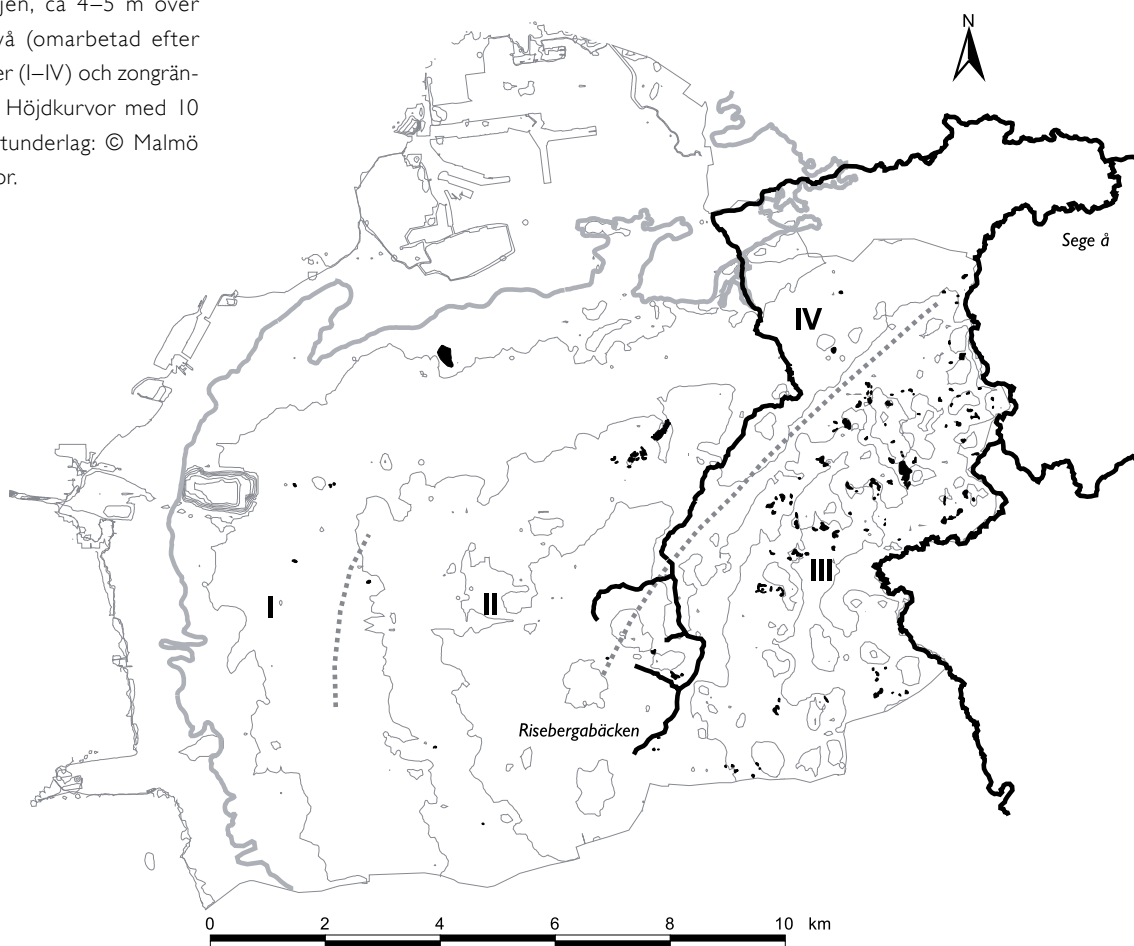 jen, ca 4–5 m över
vå (omarbetad efter
er (I–IV) och zongrän-
Höjdkurvor med 10
tunderlag: © Malmö
or.
N
Sege å
IV
III
I
II
Risebergabäcken
0 2 4 6 8 10 km